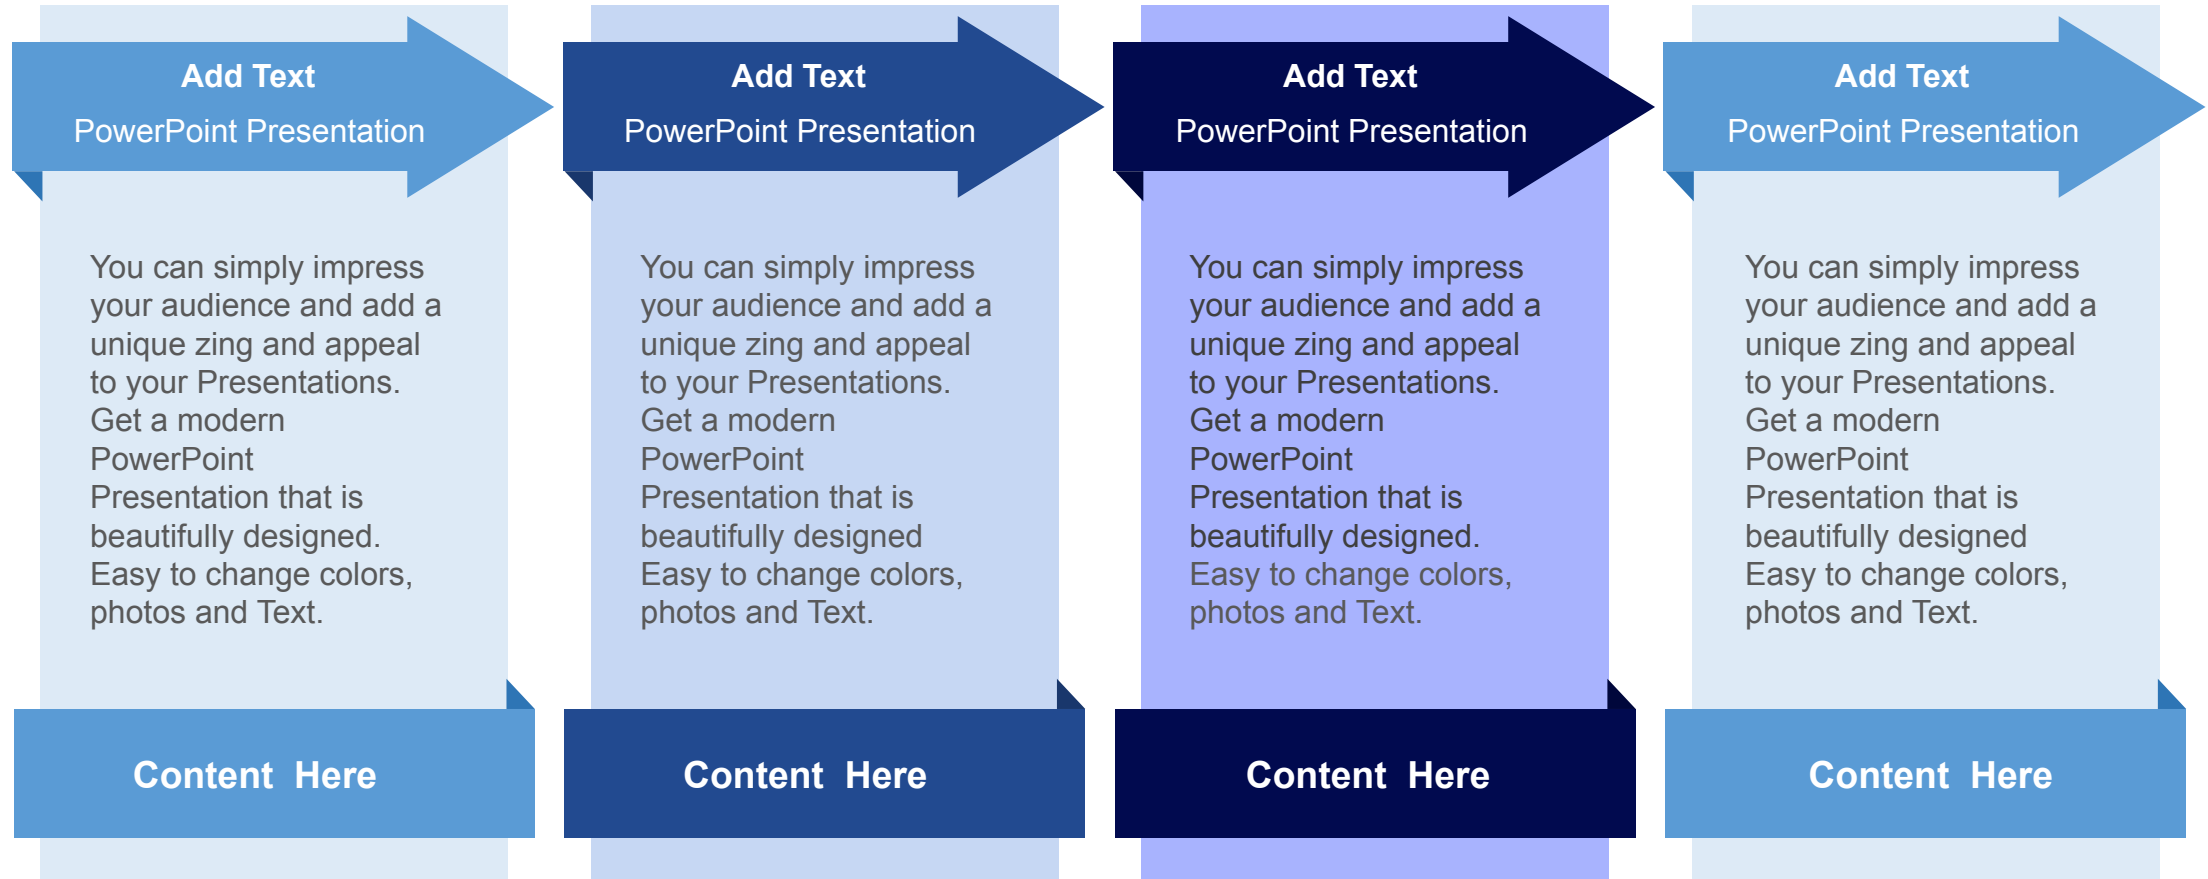 Add Text
PowerPoint Presentation
You can simply impress
your audience and add a
unique zing and appeal
to your Presentations.
Get a modern
PowerPoint
Presentation that is
beautifully designed.
Easy to change colors,
photos and Text.
Content  Here
Add Text
PowerPoint Presentation
You can simply impress
your audience and add a
unique zing and appeal
to your Presentations.
Get a modern
PowerPoint
Presentation that is
beautifully designed
Easy to change colors,
photos and Text.
Content  Here
Add Text
PowerPoint Presentation
You can simply impress
your audience and add a
unique zing and appeal
to your Presentations.
Get a modern
PowerPoint
Presentation that is
beautifully designed.
Easy to change colors,
photos and Text.
Content  Here
Add Text
PowerPoint Presentation
You can simply impress
your audience and add a
unique zing and appeal
to your Presentations.
Get a modern
PowerPoint
Presentation that is
beautifully designed
Easy to change colors,
photos and Text.
Content  Here